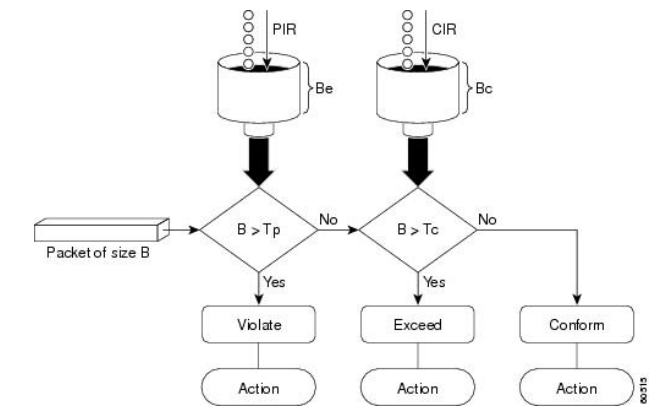 PIR
CIR
Be
Bc
Packet of size B
B > Tp
No
B > Tc
No
Yes
Yes
Violate
Exceed
Conform
Action
Action
Action
60515